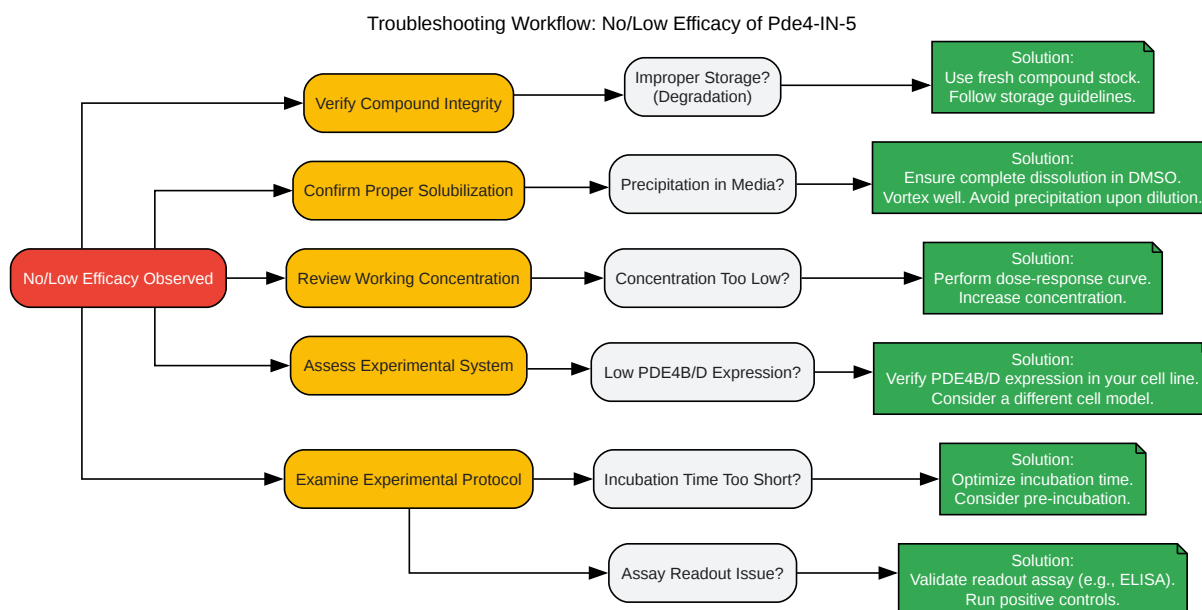 Troubleshooting Workflow: No/Low Efficacy of Pde4-IN-5
No/Low Efficacy Observed
Verify Compound Integrity
Improper Storage?
(Degradation)
Solution:
Use fresh compound stock.
Follow storage guidelines.
Confirm Proper Solubilization
Precipitation in Media?
Solution:
Ensure complete dissolution in DMSO.
Vortex well. Avoid precipitation upon dilution.
Review Working Concentration
Concentration Too Low?
Solution:
Perform dose-response curve.
Increase concentration.
Assess Experimental System
Low PDE4B/D Expression?
Solution:
Verify PDE4B/D expression in your cell line.
Consider a different cell model.
Examine Experimental Protocol
Incubation Time Too Short?
Solution:
Optimize incubation time.
Consider pre-incubation.
Assay Readout Issue?
Solution:
Validate readout assay (e.g., ELISA).
Run positive controls.